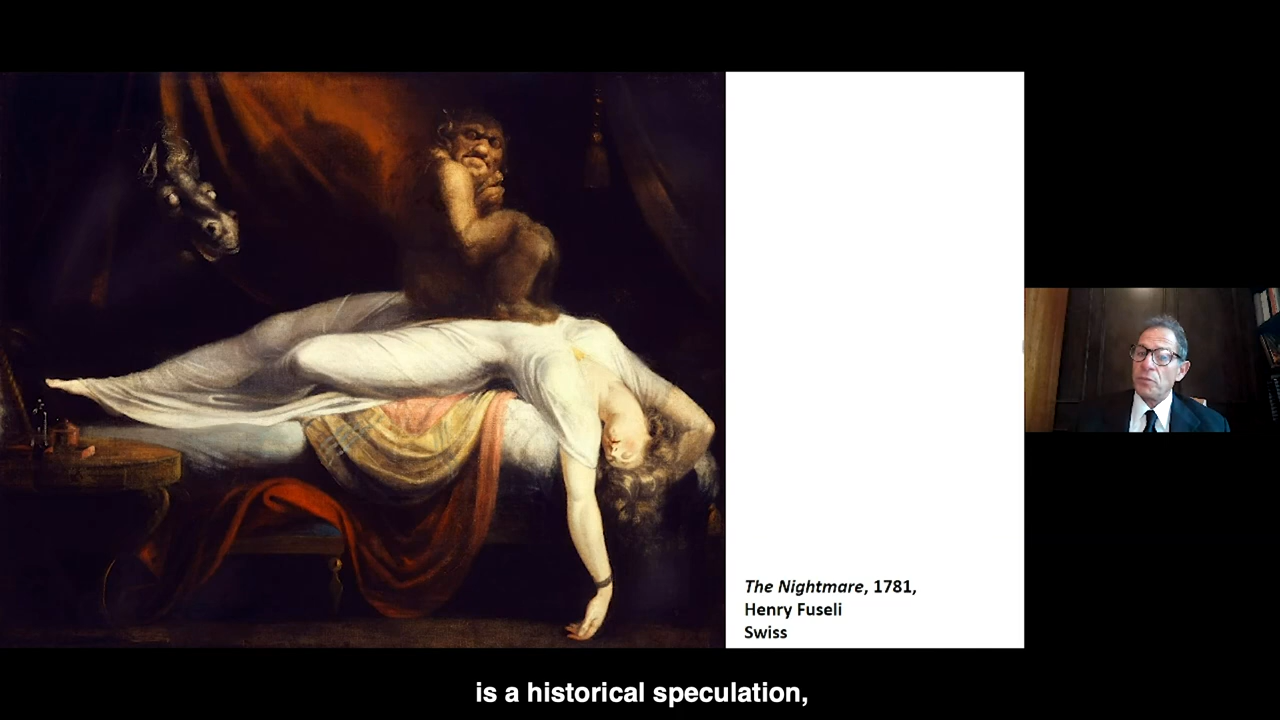 The Nightmare, 1781,
Henry Fuseli
Swiss
is a historical speculation,